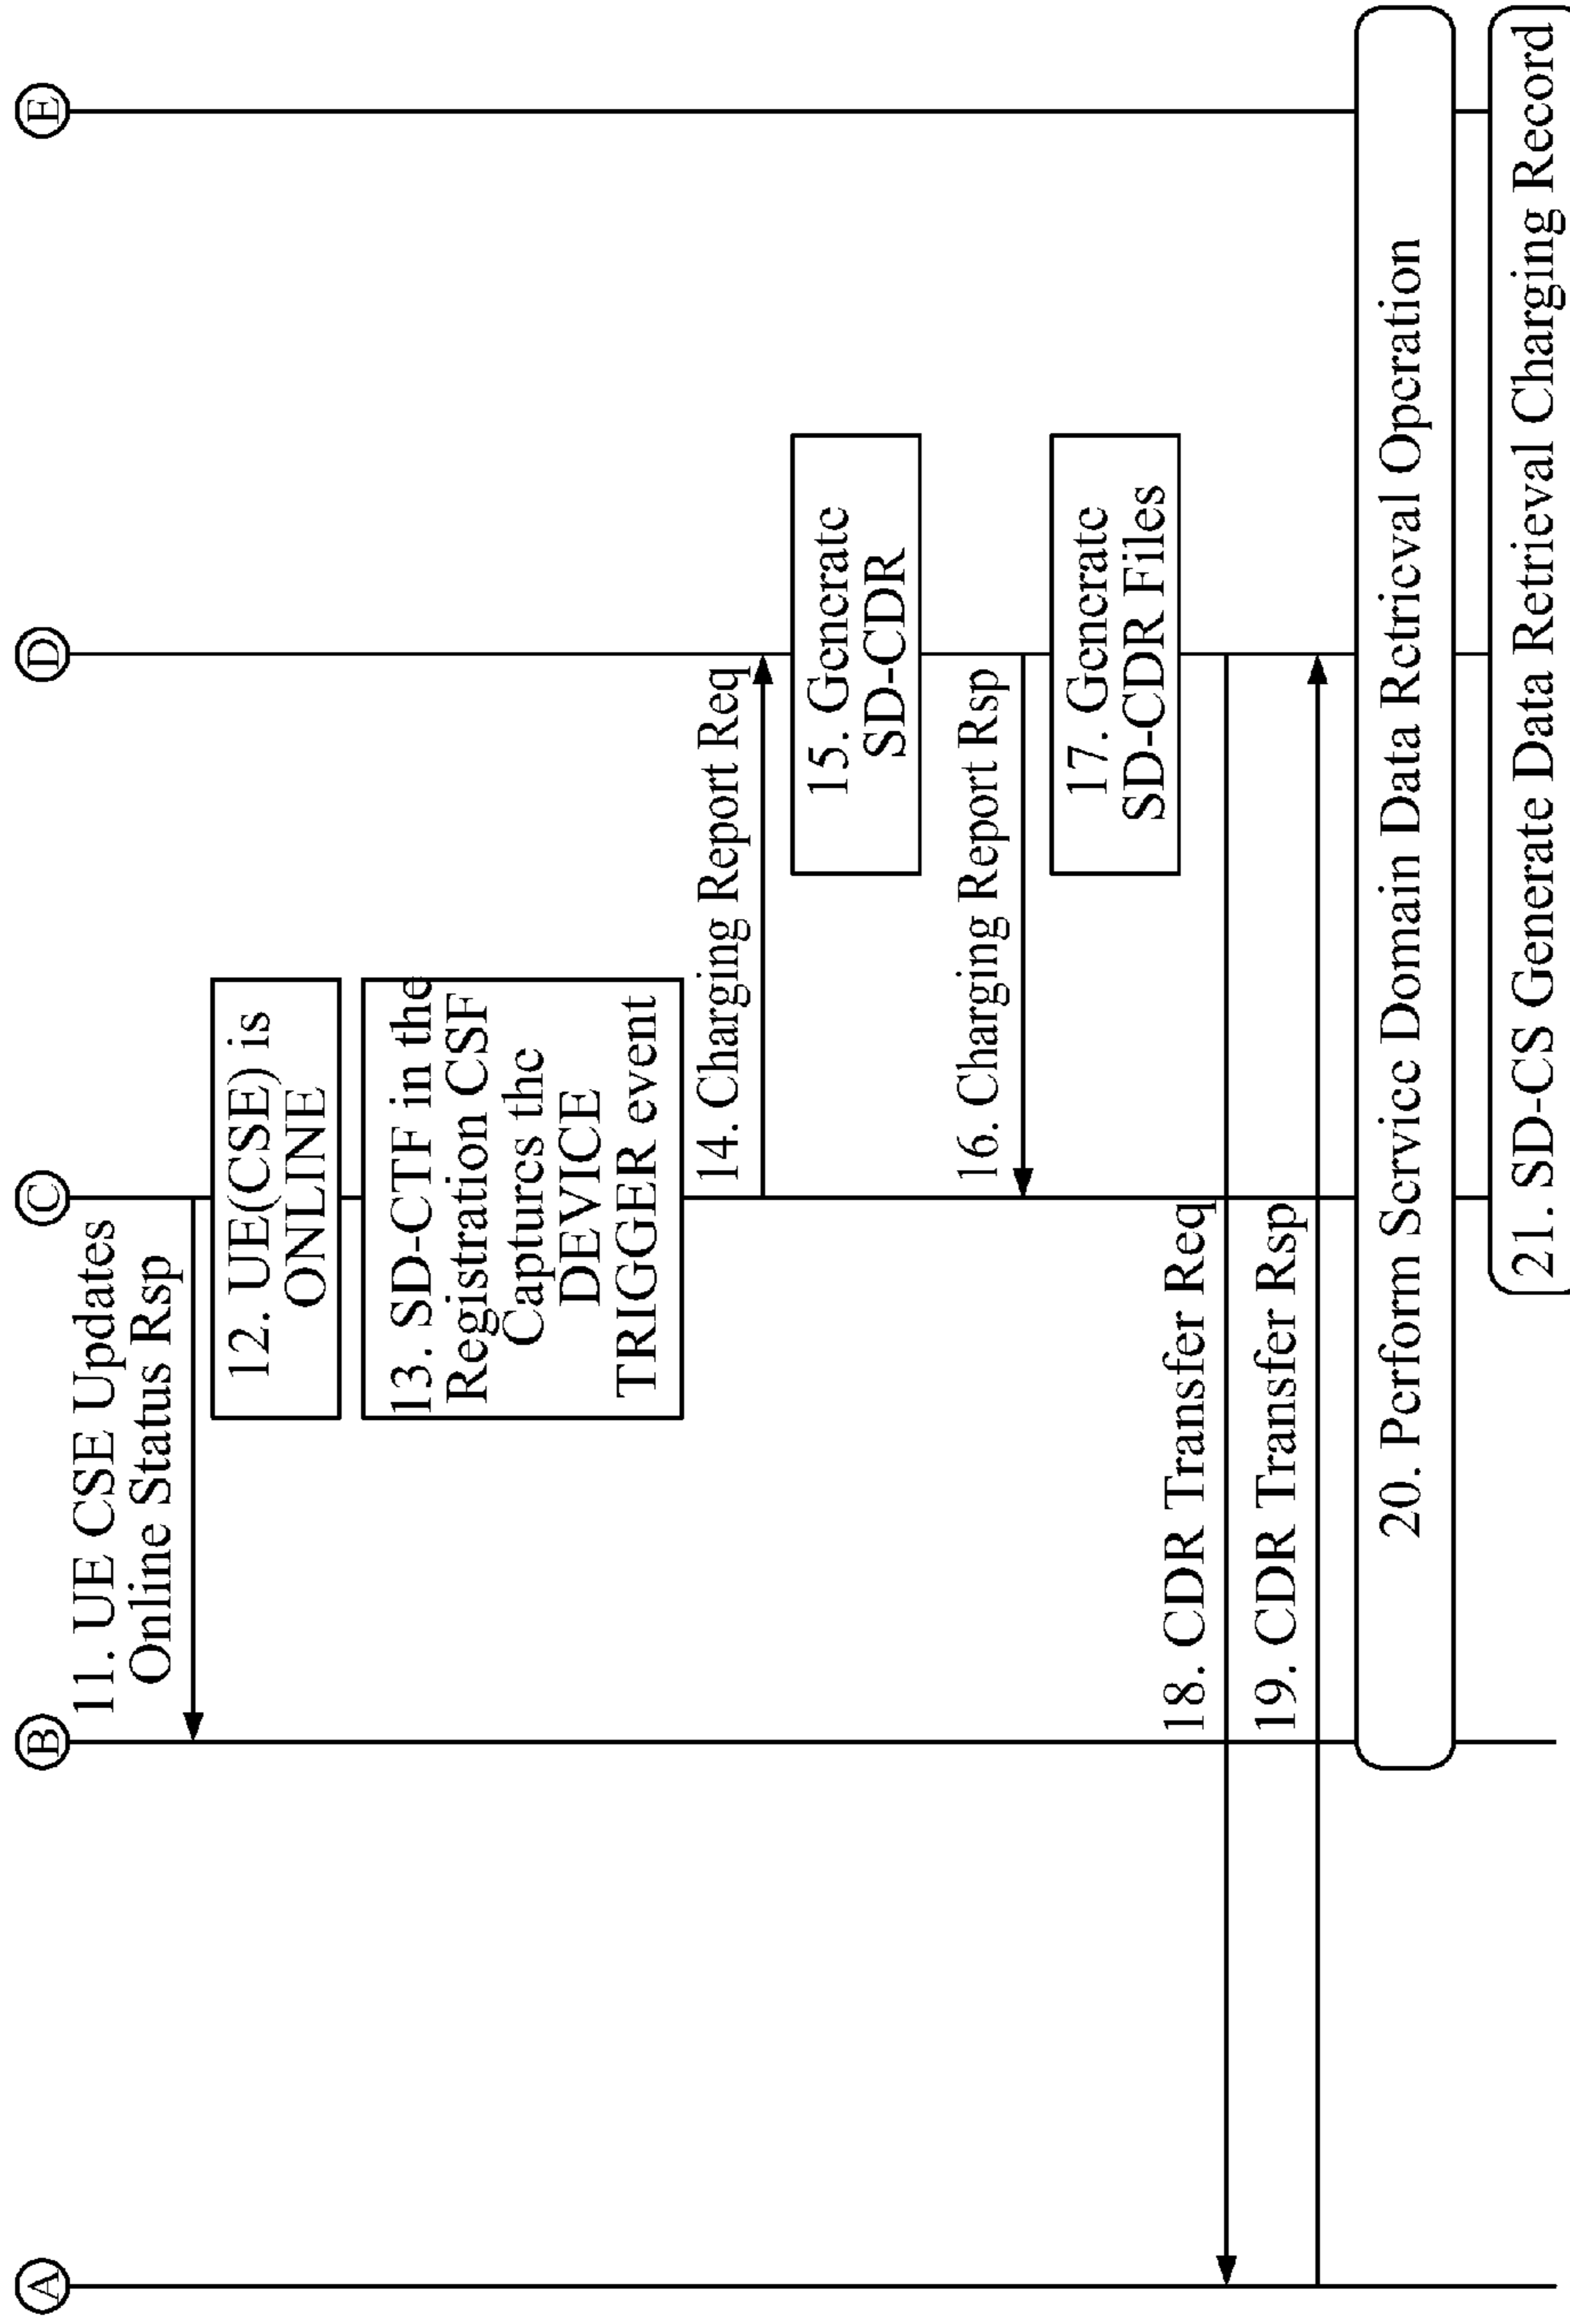 A
B
C
D
E
11. UE CSE Updates
Online Status Rsp
12. UE(CSE) is
ONLINE
13. SD-CTF in the
Registration CSF
Captures the
DEVICE
TRIGGER event
14. Charging Report Req
15. Generate
SD-CDR
16. Charging Report Rsp
17. Generate
SD-CDR Files
18. CDR Transfer Req
19. CDR Transfer Rsp
20. Perform Service Domain Data Retrieval Operation
21. SD-CS Generate Data Retrieval Charging Record